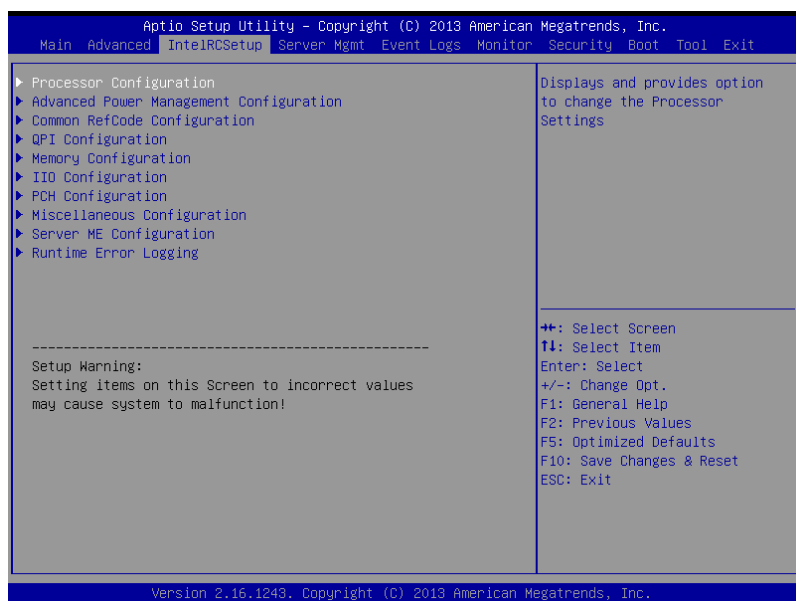 Aptio Setup Utility – Copyright (C) 2013 American Megatrends, Inc.
Main Advanced IntelRCSetup Server Mgmt Event Logs Monitor Security Boot Tool Exit
Processor Configuration
Advanced Power Management Configuration
Common RefCode Configuration
QPI Configuration
Memory Configuration
IIO Configuration
PCH Configuration
Miscellaneous Configuration
Server ME Configuration
Runtime Error Logging
--------------------------------------------------
Setup Warning:
Setting items on this Screen to incorrect values
may cause system to malfunction!
Displays and provides option
to change the Processor
Settings
→←: Select Screen
↑↓: Select Item
Enter: Select
+/-: Change Opt.
F1: General Help
F2: Previous Values
F5: Optimized Defaults
F10: Save Changes & Reset
ESC: Exit
Version 2.16.1243. Copyright (C) 2013 American Megatrends, Inc.